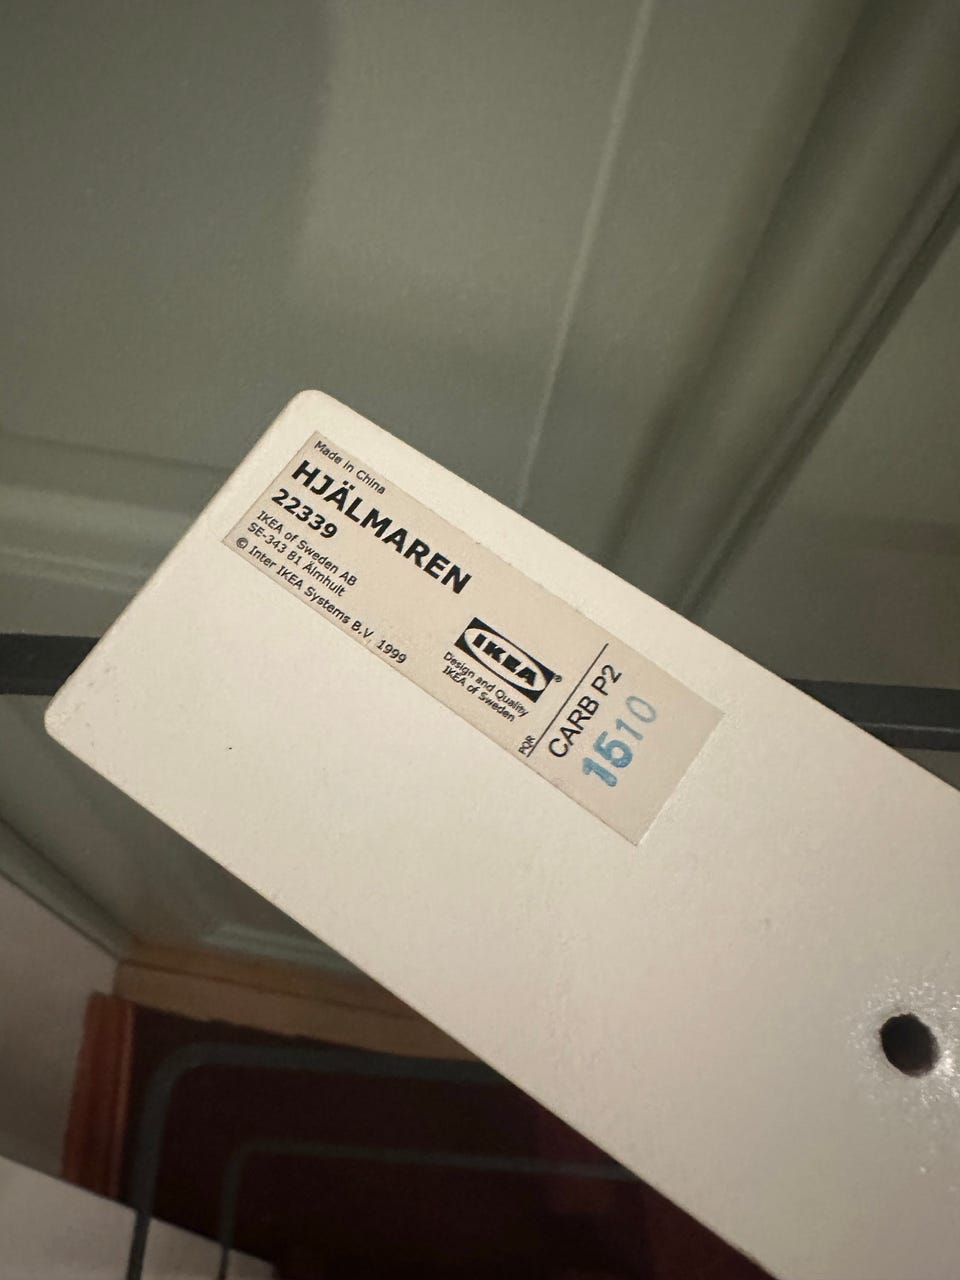 Made in China
HJÄLMAREN
22339
IKEA of Sweden AB
SE-343 81 Älmhult
© Inter IKEA Systems B.V. 1999
IKEA®
Design and Quality
IKEA of Sweden
PQR
CARB P2
1510